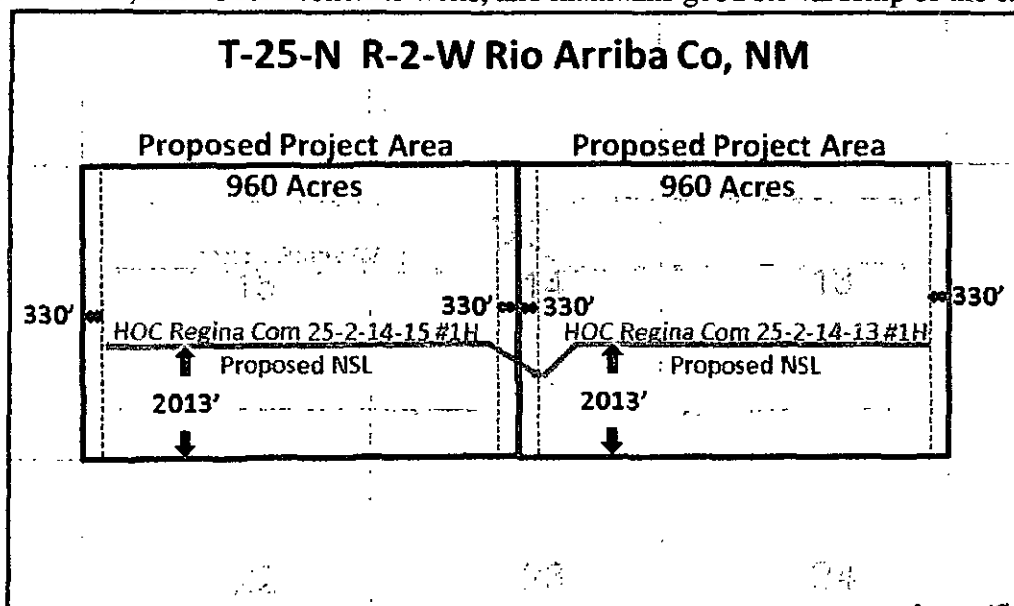 T-25-N R-2-W Rio Arriba Co, NM
Proposed Project Area Proposed Project Area
960 Acres 960 Acres
15 14 13
330' 330' 330' 330'
HOC Regina Com 25-2-14-15 #1H HOC Regina Com 25-2-14-13 #1H
Proposed NSL Proposed NSL
2013' 2013'
22 23 24